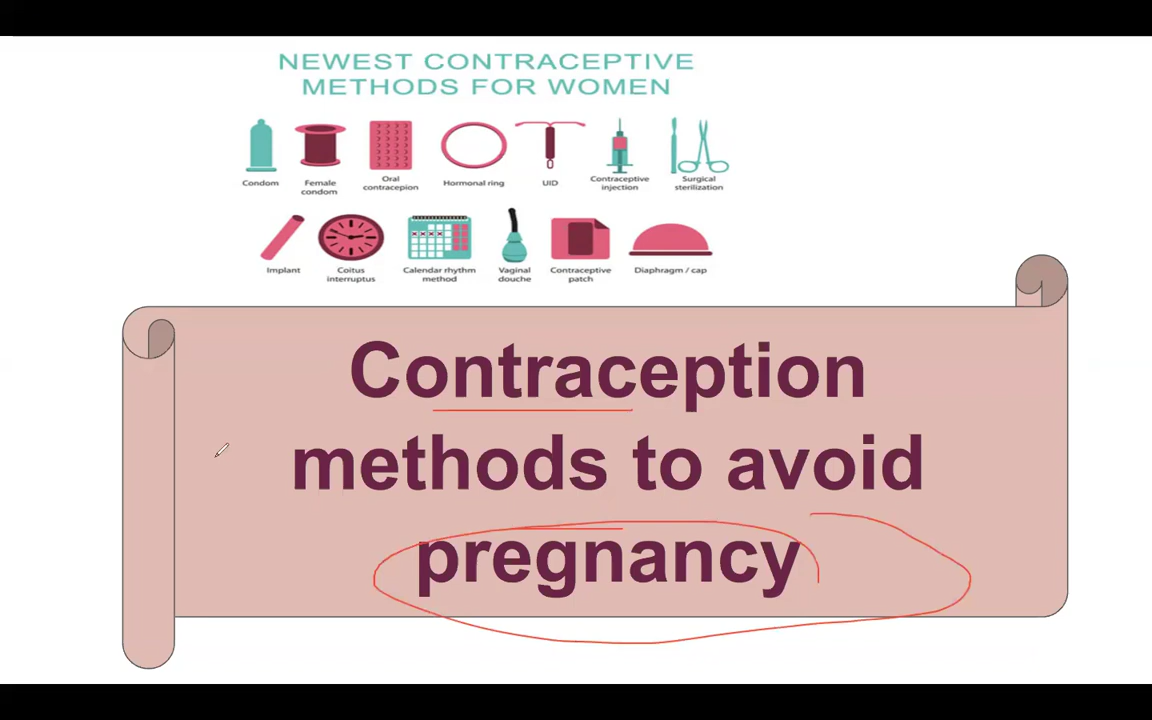 NEWEST CONTRACEPTIVE
METHODS FOR WOMEN
Condom
Female
condom
Oral
contracepion
Hormonal ring
UID
Contraceptive
injection
Surgical
sterilization
Implant
Coitus
interruptus
Calendar rhythm
method
Vaginal
douche
Contraceptive
patch
Diaphragm / cap
Contraception
methods to avoid
pregnancy